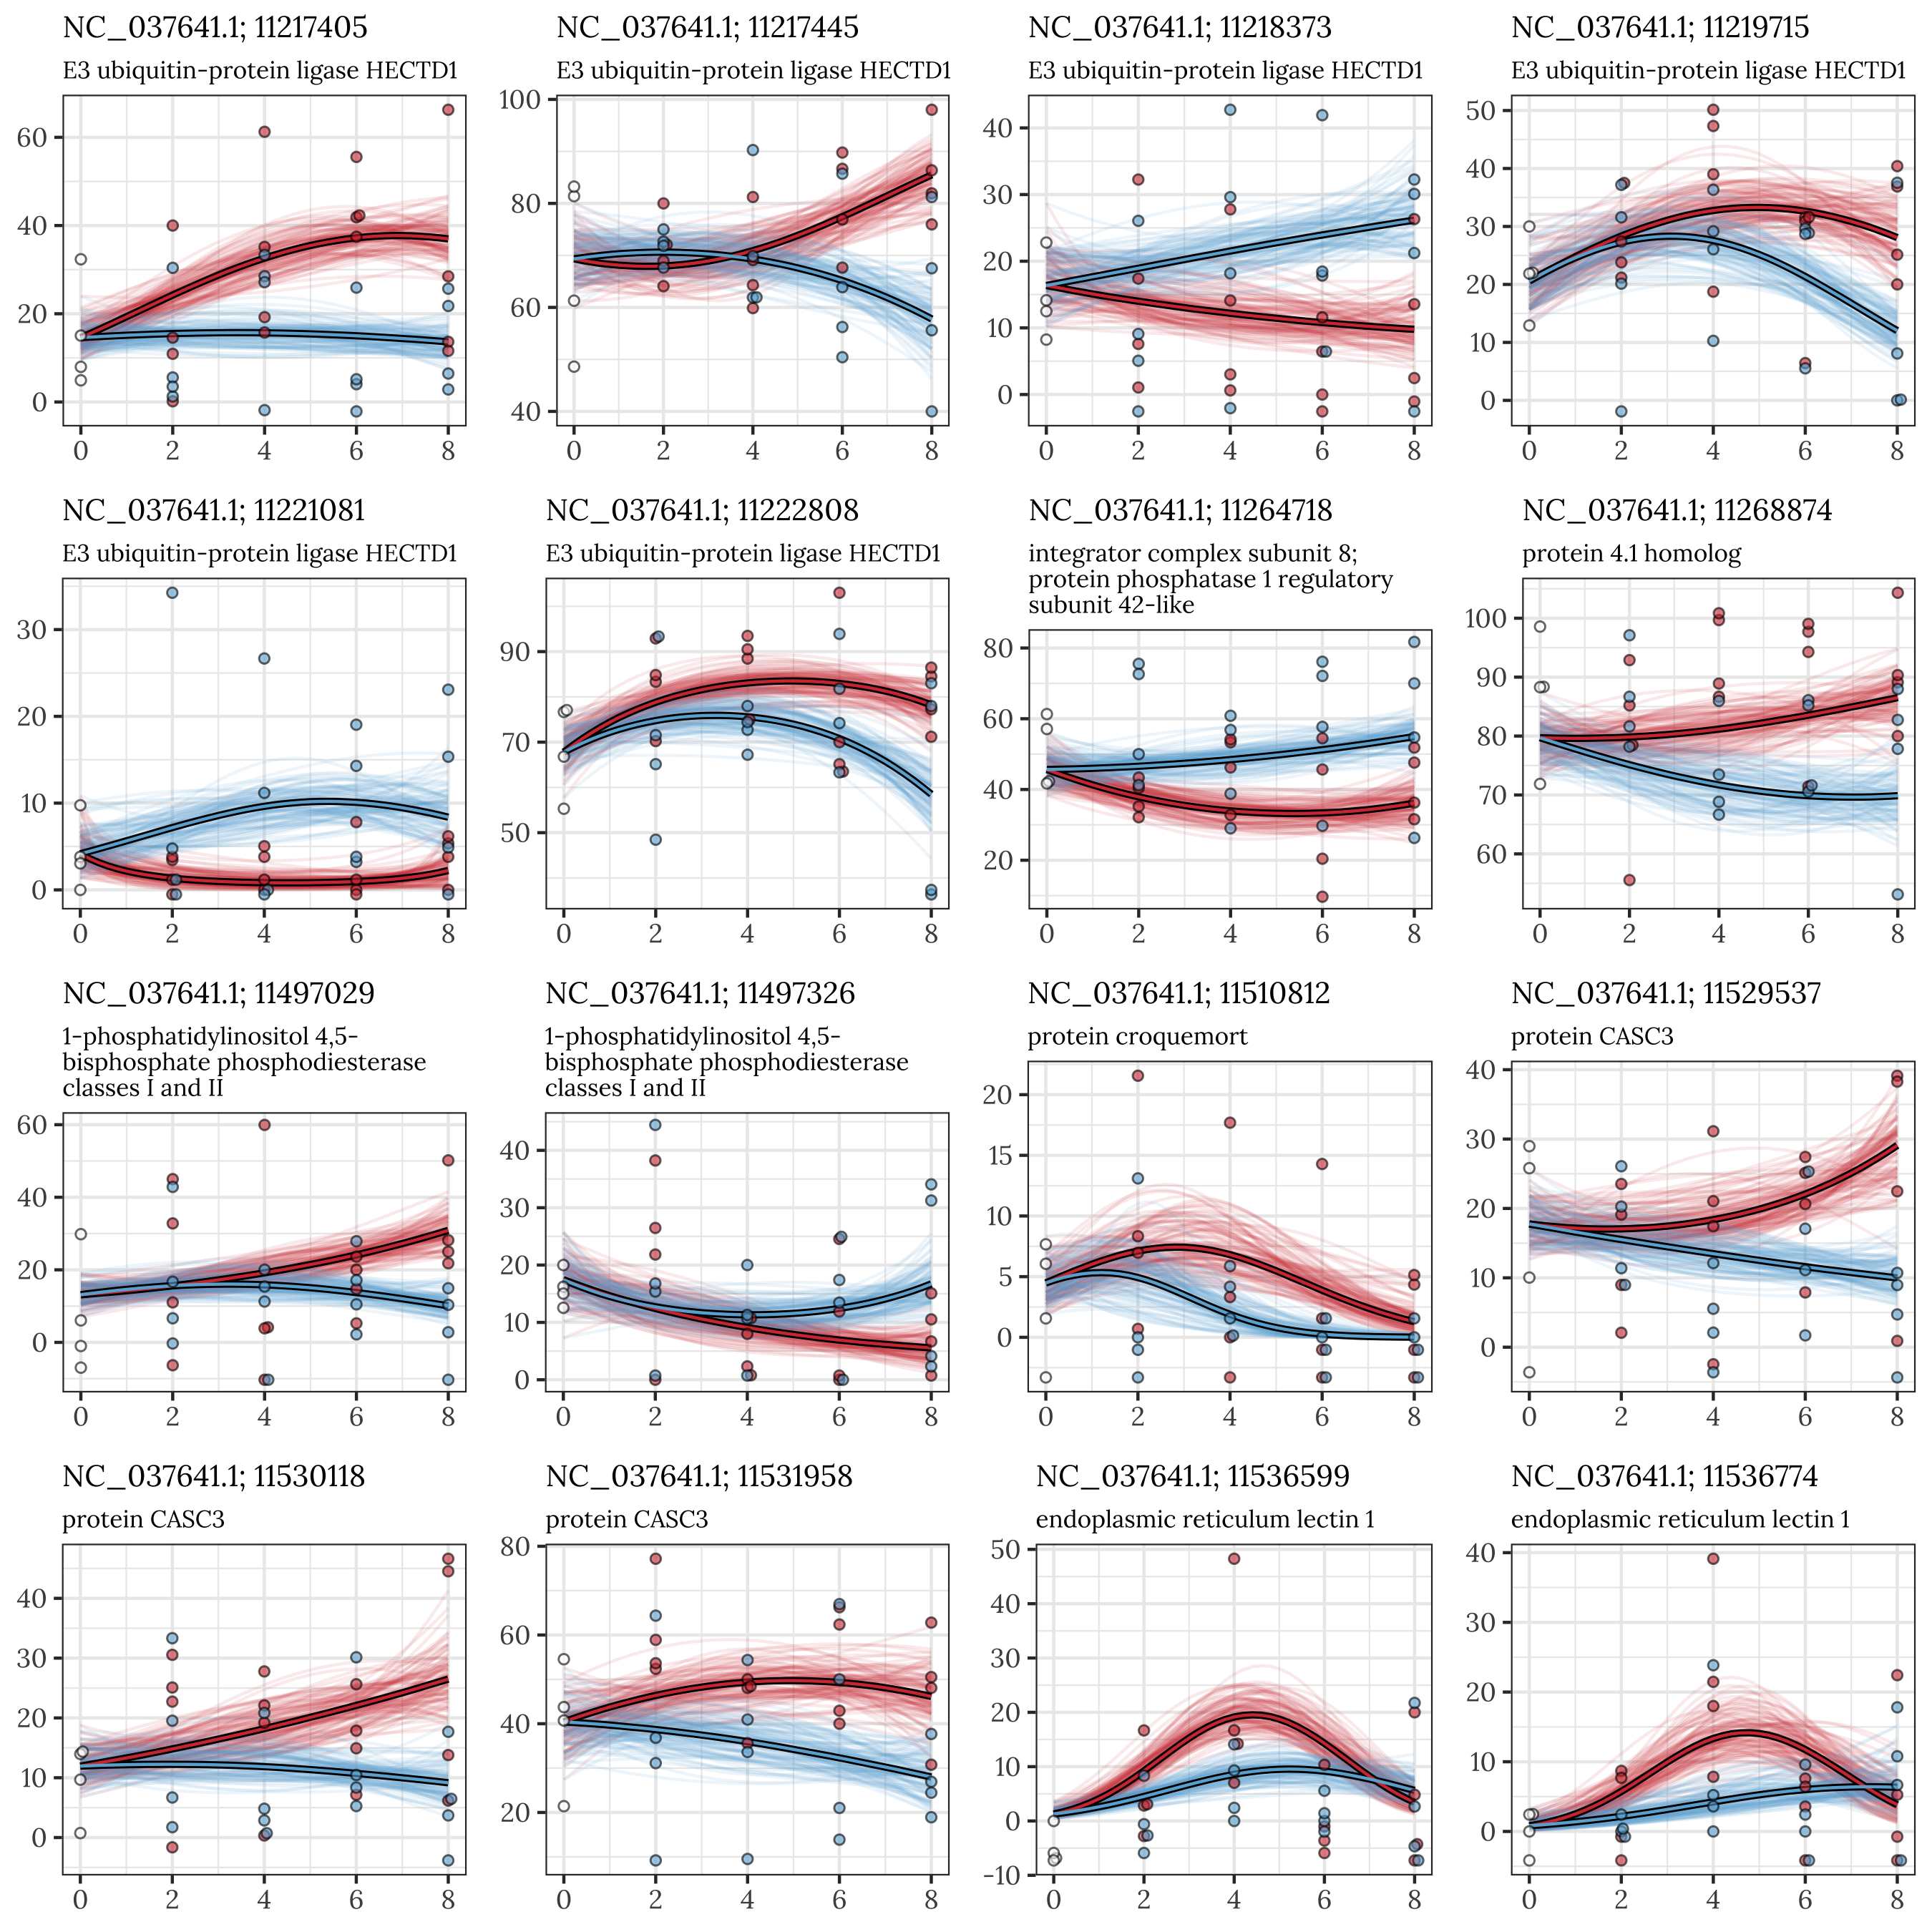 NC_037641.1; 11217405
E3 ubiquitin-protein ligase HECTD1
60
40
20
0
0 2 4 6 8
NC_037641.1; 11217445
E3 ubiquitin-protein ligase HECTD1
100
80
60
40
0 2 4 6 8
NC_037641.1; 11218373
E3 ubiquitin-protein ligase HECTD1
40
30
20
10
0
0 2 4 6 8
NC_037641.1; 11219715
E3 ubiquitin-protein ligase HECTD1
50
40
30
20
10
0
0 2 4 6 8
NC_037641.1; 11221081
E3 ubiquitin-protein ligase HECTD1
30
20
10
0
0 2 4 6 8
NC_037641.1; 11222808
E3 ubiquitin-protein ligase HECTD1
90
70
50
0 2 4 6 8
NC_037641.1; 11264718
integrator complex subunit 8;
protein phosphatase 1 regulatory
subunit 42-like
80
60
40
20
0 2 4 6 8
NC_037641.1; 11268874
protein 4.1 homolog
100
90
80
70
60
0 2 4 6 8
NC_037641.1; 11497029
1-phosphatidylinositol 4,5-
bisphosphate phosphodiesterase
classes I and II
60
40
20
0
0 2 4 6 8
NC_037641.1; 11497326
1-phosphatidylinositol 4,5-
bisphosphate phosphodiesterase
classes I and II
40
30
20
10
0
0 2 4 6 8
NC_037641.1; 11510812
protein croquemort
20
15
10
5
0
0 2 4 6 8
NC_037641.1; 11529537
protein CASC3
40
30
20
10
0
0 2 4 6 8
NC_037641.1; 11530118
protein CASC3
40
30
20
10
0
0 2 4 6 8
NC_037641.1; 11531958
protein CASC3
80
60
40
20
0 2 4 6 8
NC_037641.1; 11536599
endoplasmic reticulum lectin 1
50
40
30
20
10
0
-10
0 2 4 6 8
NC_037641.1; 11536774
endoplasmic reticulum lectin 1
40
30
20
10
0
0 2 4 6 8